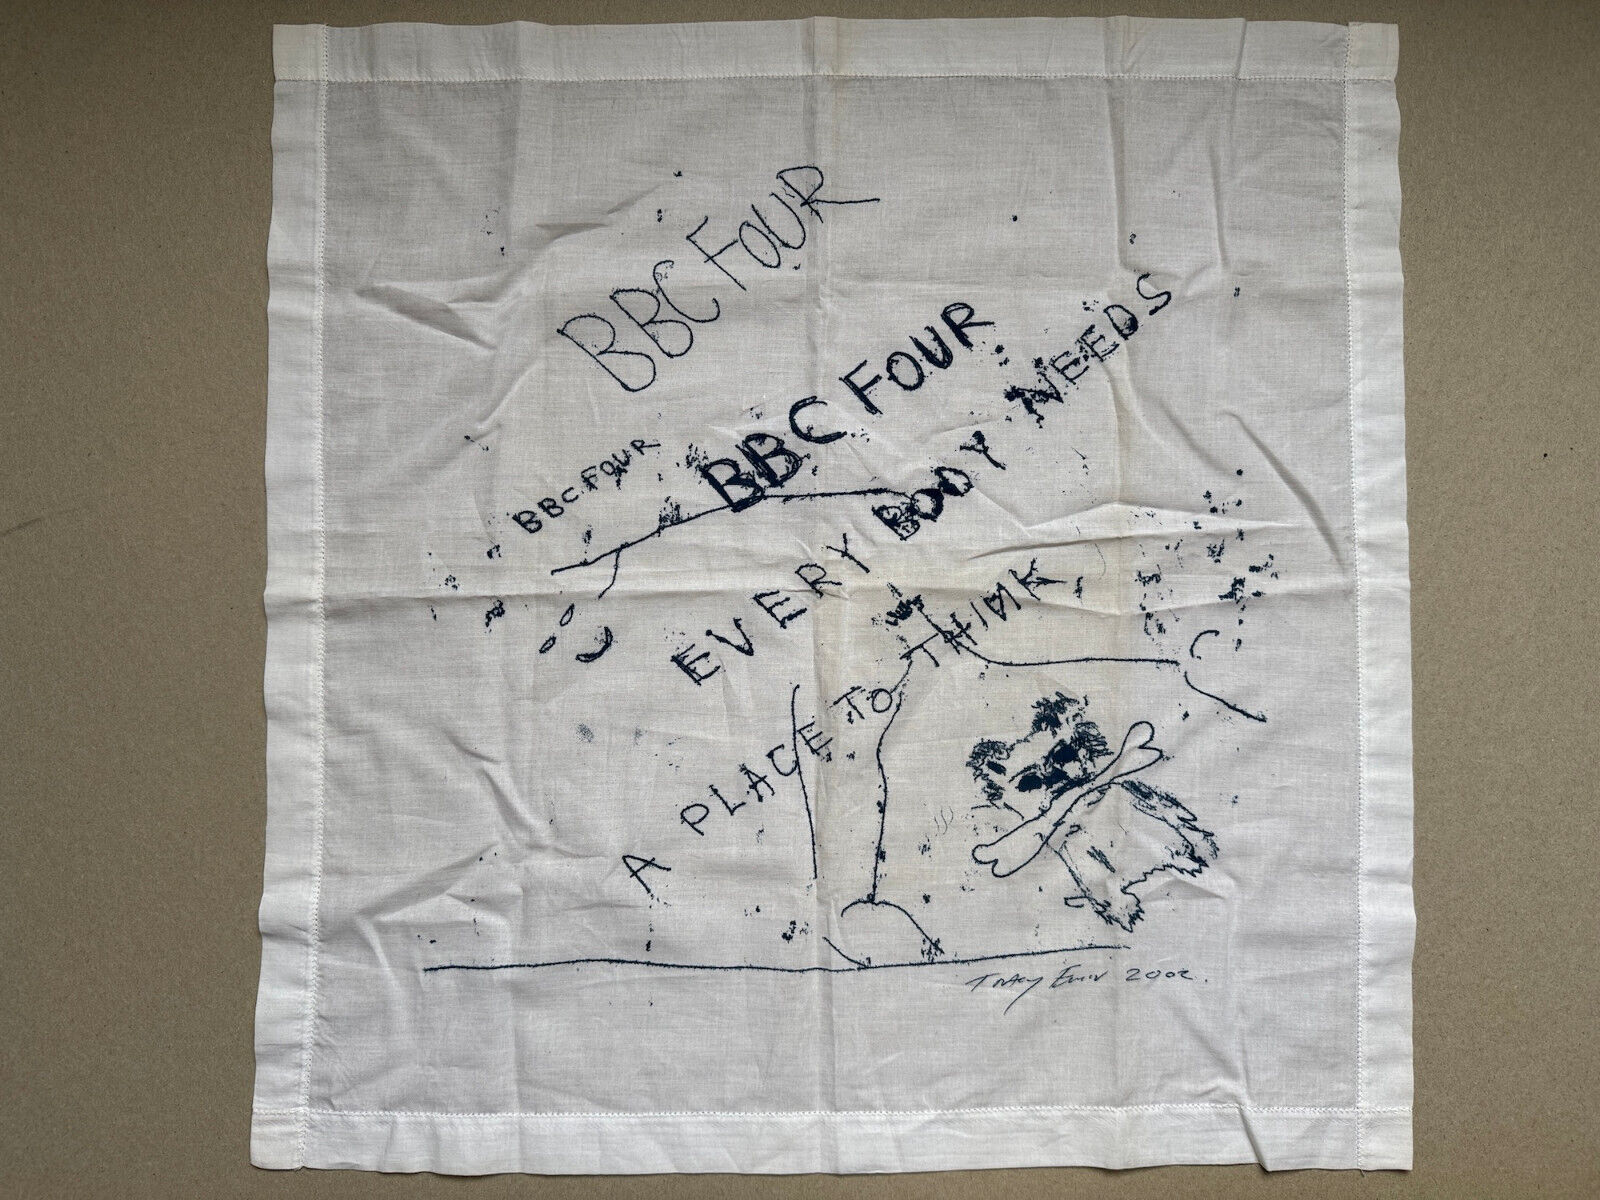 BBC FOUR
BBC FOUR
BBC FOUR
EVERY BODY NEEDS
A PLACE TO THINK
Tracey Emin 2002.